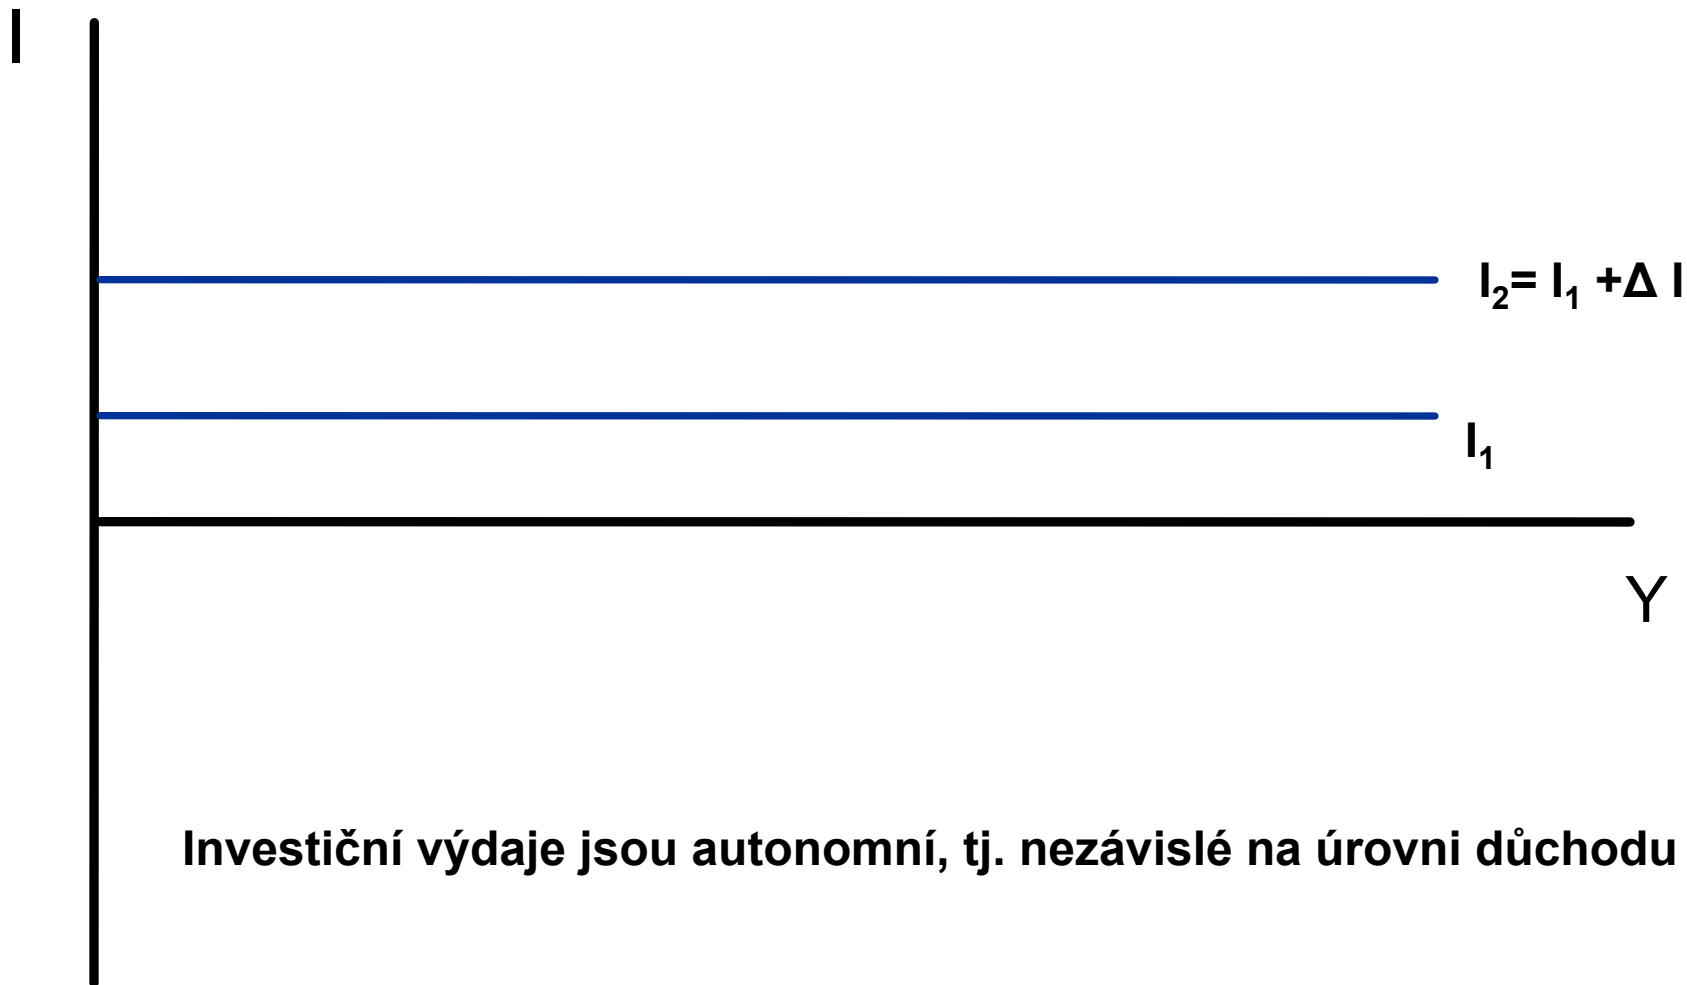 I
I₂= I₁ +Δ I
I₁
Y
Investiční výdaje jsou autonomní, tj. nezávislé na úrovni důchodu